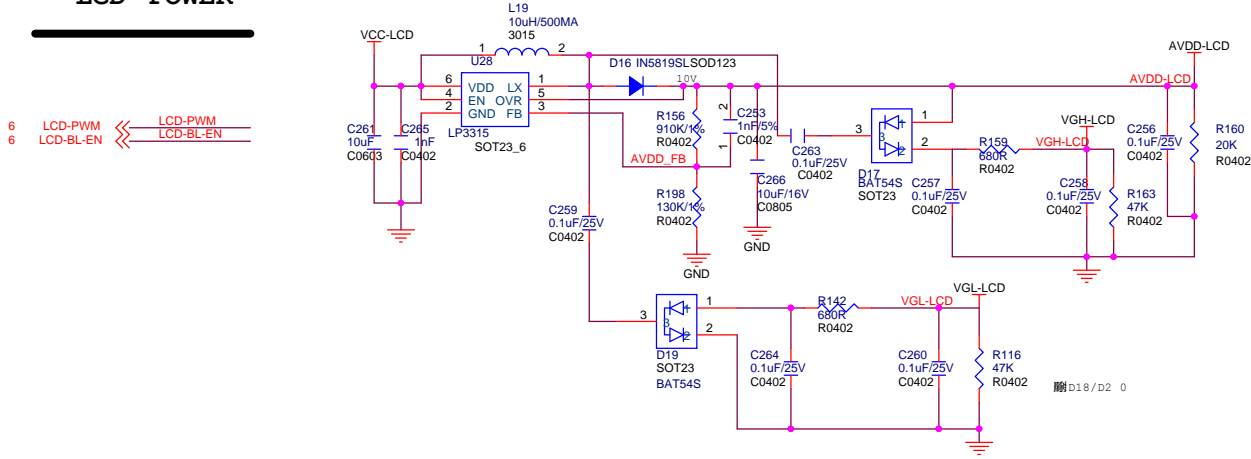 LCD POWER
6 LCD-PWM LCD-PWM
6 LCD-BL-EN LCD-BL-EN
VCC-LCD
L19
10uH/500MA
3015
1 2
U28
6 VDD LX 1
4 EN OVR 5
2 GND FB 3
LP3315
SOT23_6
C261
10uF
C0603
C265
1nF
C0402
D16 IN5819SL SOD123
10V
R156
910K/1%
R0402
2
C253
1nF/5%
C0402
1
AVDD_FB
R198
130K/1%
R0402
GND
C266
10uF/16V
C0805
GND
C263
0.1uF/25V
C0402
3
1
2
D17
BAT54S
SOT23
R159
680R
R0402
C257
0.1uF/25V
C0402
VGH-LCD
VGH-LCD
C258
0.1uF/25V
C0402
R163
47K
R0402
AVDD-LCD
AVDD-LCD
C256
0.1uF/25V
C0402
R160
20K
R0402
C259
0.1uF/25V
C0402
3
3
1
2
D19
SOT23
BAT54S
R142
680R
R0402
C264
0.1uF/25V
C0402
VGL-LCD
VGL-LCD
C260
0.1uF/25V
C0402
R116
47K
R0402
D18/D2 0